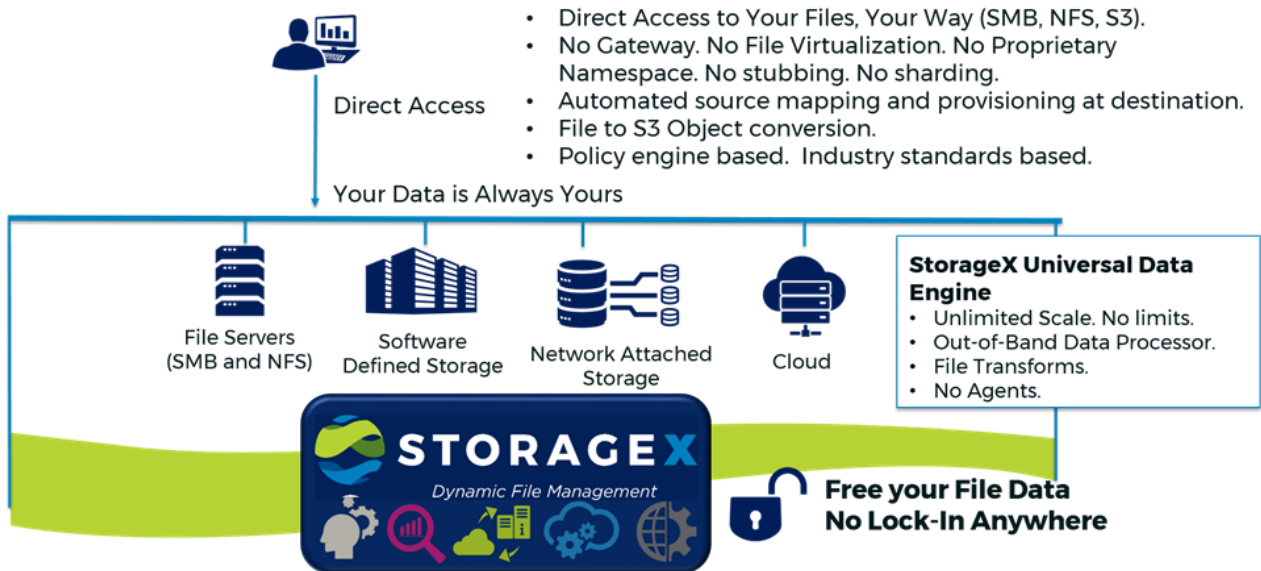 • Direct Access to Your Files, Your Way (SMB, NFS, S3).
• No Gateway. No File Virtualization. No Proprietary
Namespace. No stubbing. No sharding.
• Automated source mapping and provisioning at destination.
• File to S3 Object conversion.
• Policy engine based.  Industry standards based.
Direct Access
Your Data is Always Yours
File Servers
(SMB and NFS)
Software
Defined Storage
Network Attached
Storage
Cloud
StorageX Universal Data
Engine
• Unlimited Scale. No limits.
• Out-of-Band Data Processor.
• File Transforms.
• No Agents.
STORAGEX
Dynamic File Management
i
Free your File Data
No Lock-In Anywhere